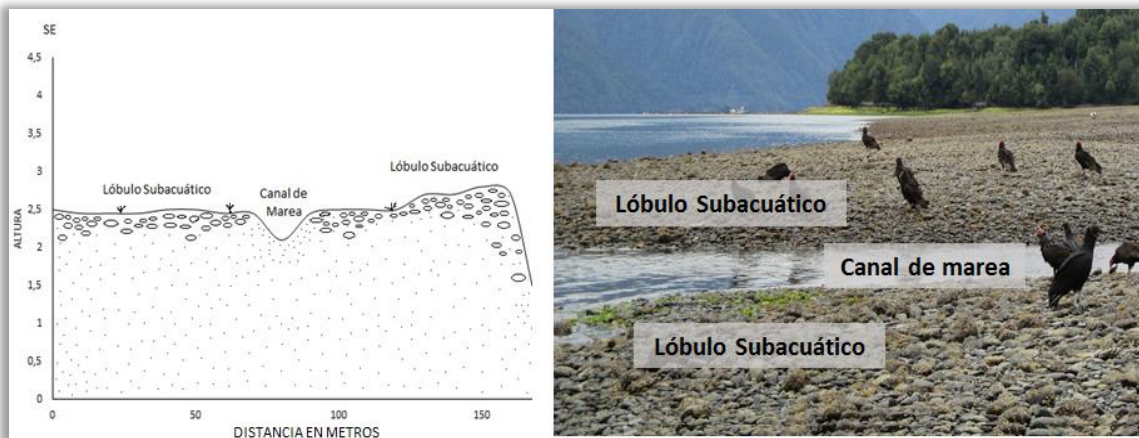 SE
4,5
4
3,5
3
2,5
2
1,5
1
0,5
0
ALTURA
Lóbulo Subacuático
Canal de
Marea
Lóbulo Subacuático
0
50
100
150
DISTANCIA EN METROS
Lóbulo Subacuático
Canal de marea
Lóbulo Subacuático